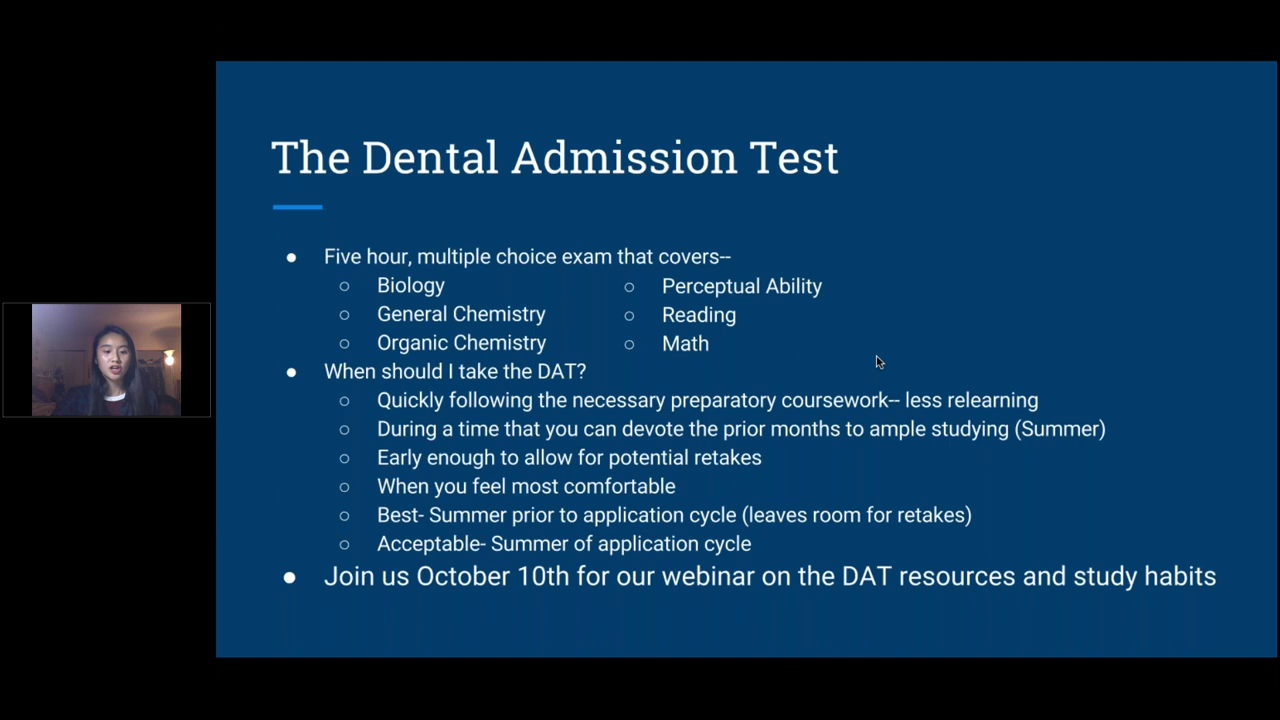 The Dental Admission Test
● Five hour, multiple choice exam that covers--
○ Biology
○ General Chemistry
○ Organic Chemistry
○ Perceptual Ability
○ Reading
○ Math
● When should I take the DAT?
○ Quickly following the necessary preparatory coursework-- less relearning
○ During a time that you can devote the prior months to ample studying (Summer)
○ Early enough to allow for potential retakes
○ When you feel most comfortable
○ Best- Summer prior to application cycle (leaves room for retakes)
○ Acceptable- Summer of application cycle
● Join us October 10th for our webinar on the DAT resources and study habits